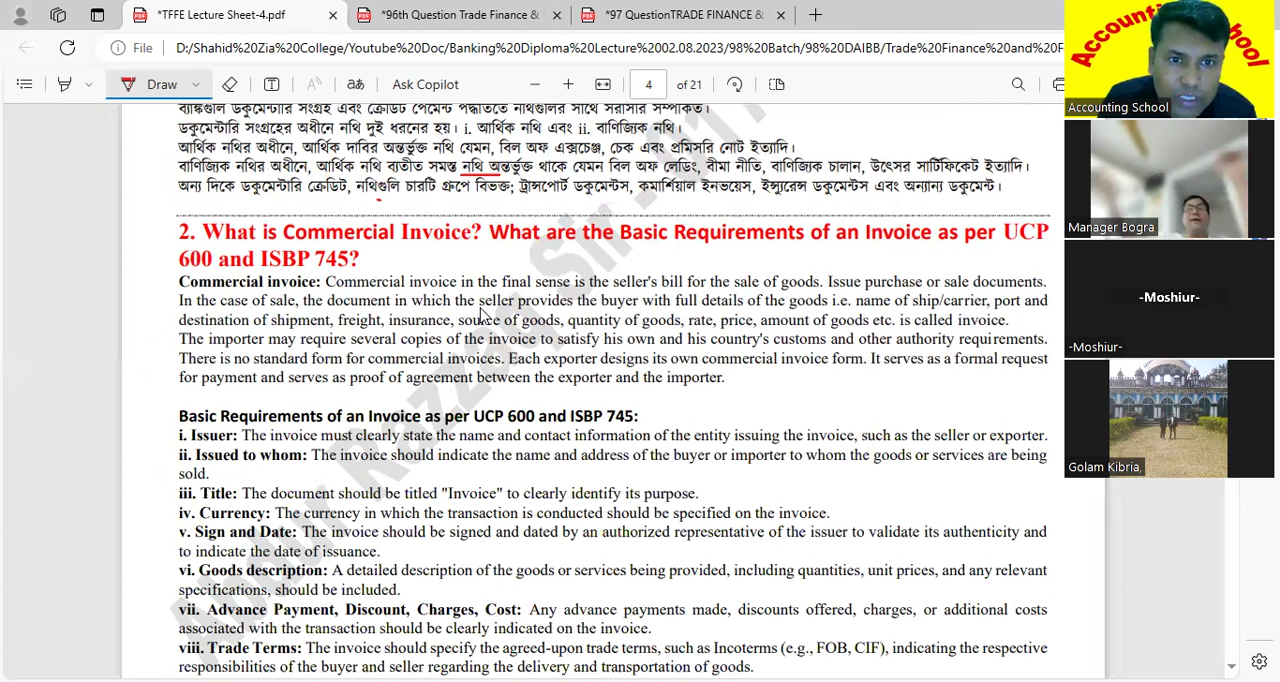 *TFFE Lecture Sheet-4.pdf
*96th Question Trade Finance &
*97 QuestionTRADE FINANCE &
File
D:/Shahid%20Zia%20College/Youtube%20Doc/Banking%20Diploma%20Lecture%2002.08.2023/98%20Batch/98%20DAIBB/Trade%20Finance%20and%20F
Draw
Ask Copilot
4 of 21
ব্যাঙ্কগুলি ডকুমেন্টারি সংগ্রহ এবং ক্রেডিট পেমেন্ট পদ্ধতিতে নথিগুলির সাথে সরাসরি সম্পর্কিত।
ডকুমেন্টারি সংগ্রহের অধীনে নথি দুই ধরনের হয়। i. আর্থিক নথি এবং ii. বাণিজ্যিক নথি।
আর্থিক নথির অধীনে, আর্থিক দাবির অন্তর্ভুক্ত নথি যেমন, বিল অফ এক্সচেঞ্জ, চেক এবং প্রমিসরি নোট ইত্যাদি।
বাণিজ্যিক নথির অধীনে, আর্থিক নথি ব্যতীত সমস্ত নথি অন্তর্ভুক্ত থাকে যেমন বিল অফ লেডিং, বীমা নীতি, বাণিজ্যিক চালান, উৎসের সার্টিফিকেট ইত্যাদি।
অন্য দিকে ডকুমেন্টারি ক্রেডিট, নথিগুলি চারটি গ্রুপে বিভক্ত; ট্রান্সপোর্ট ডকুমেন্টস, কমার্শিয়াল ইনভয়েস, ইন্স্যুরেন্স ডকুমেন্টস এবং অন্যান্য ডকুমেন্ট।
2. What is Commercial Invoice? What are the Basic Requirements of an Invoice as per UCP
600 and ISBP 745?
Commercial invoice: Commercial invoice in the final sense is the seller's bill for the sale of goods. Issue purchase or sale documents.
In the case of sale, the document in which the seller provides the buyer with full details of the goods i.e. name of ship/carrier, port and
destination of shipment, freight, insurance, source of goods, quantity of goods, rate, price, amount of goods etc. is called invoice.
The importer may require several copies of the invoice to satisfy his own and his country's customs and other authority requirements.
There is no standard form for commercial invoices. Each exporter designs its own commercial invoice form. It serves as a formal request
for payment and serves as proof of agreement between the exporter and the importer.
Basic Requirements of an Invoice as per UCP 600 and ISBP 745:
i. Issuer: The invoice must clearly state the name and contact information of the entity issuing the invoice, such as the seller or exporter.
ii. Issued to whom: The invoice should indicate the name and address of the buyer or importer to whom the goods or services are being
sold.
iii. Title: The document should be titled "Invoice" to clearly identify its purpose.
iv. Currency: The currency in which the transaction is conducted should be specified on the invoice.
v. Sign and Date: The invoice should be signed and dated by an authorized representative of the issuer to validate its authenticity and
to indicate the date of issuance.
vi. Goods description: A detailed description of the goods or services being provided, including quantities, unit prices, and any relevant
specifications, should be included.
vii. Advance Payment, Discount, Charges, Cost: Any advance payments made, discounts offered, charges, or additional costs
associated with the transaction should be clearly indicated on the invoice.
viii. Trade Terms: The invoice should specify the agreed-upon trade terms, such as Incoterms (e.g., FOB, CIF), indicating the respective
responsibilities of the buyer and seller regarding the delivery and transportation of goods.
Abdur Razzaq Sir
Accounting School
Manager Bogra
-Moshiur-
-Moshiur-
Golam Kibria,